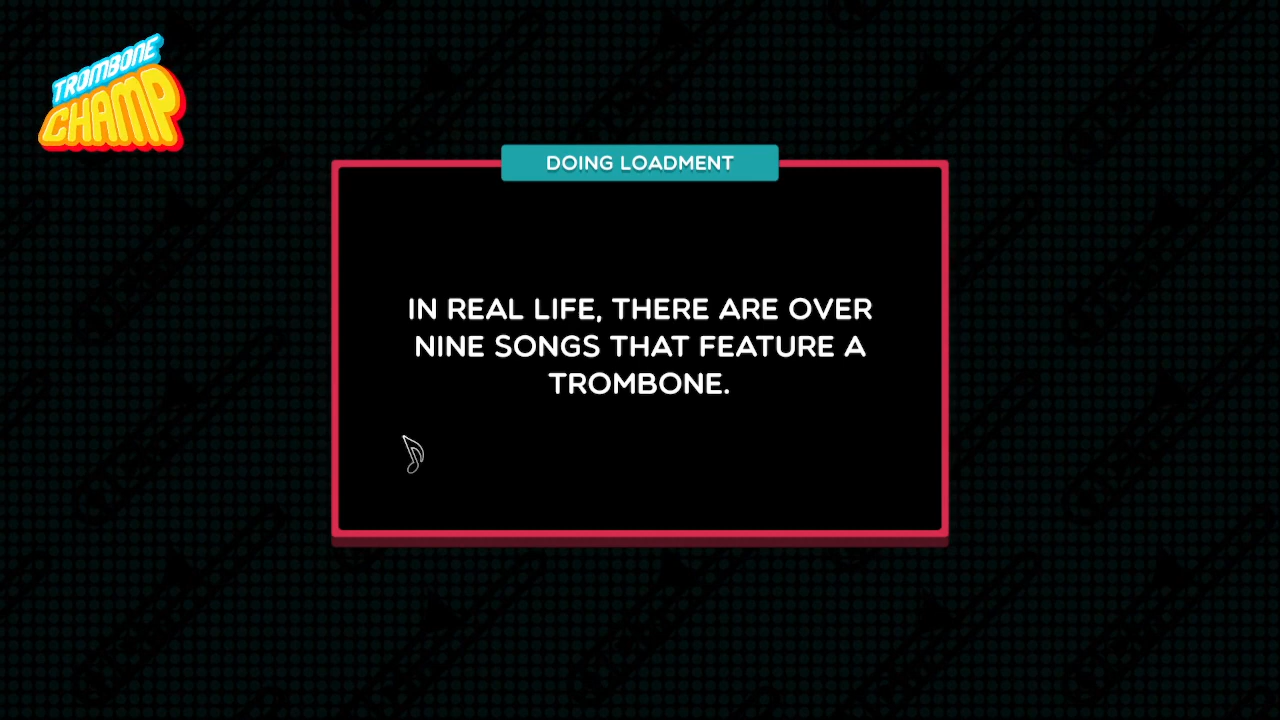 TROMBONE
CHAMP
DOING LOADMENT
IN REAL LIFE, THERE ARE OVER
NINE SONGS THAT FEATURE A
TROMBONE.